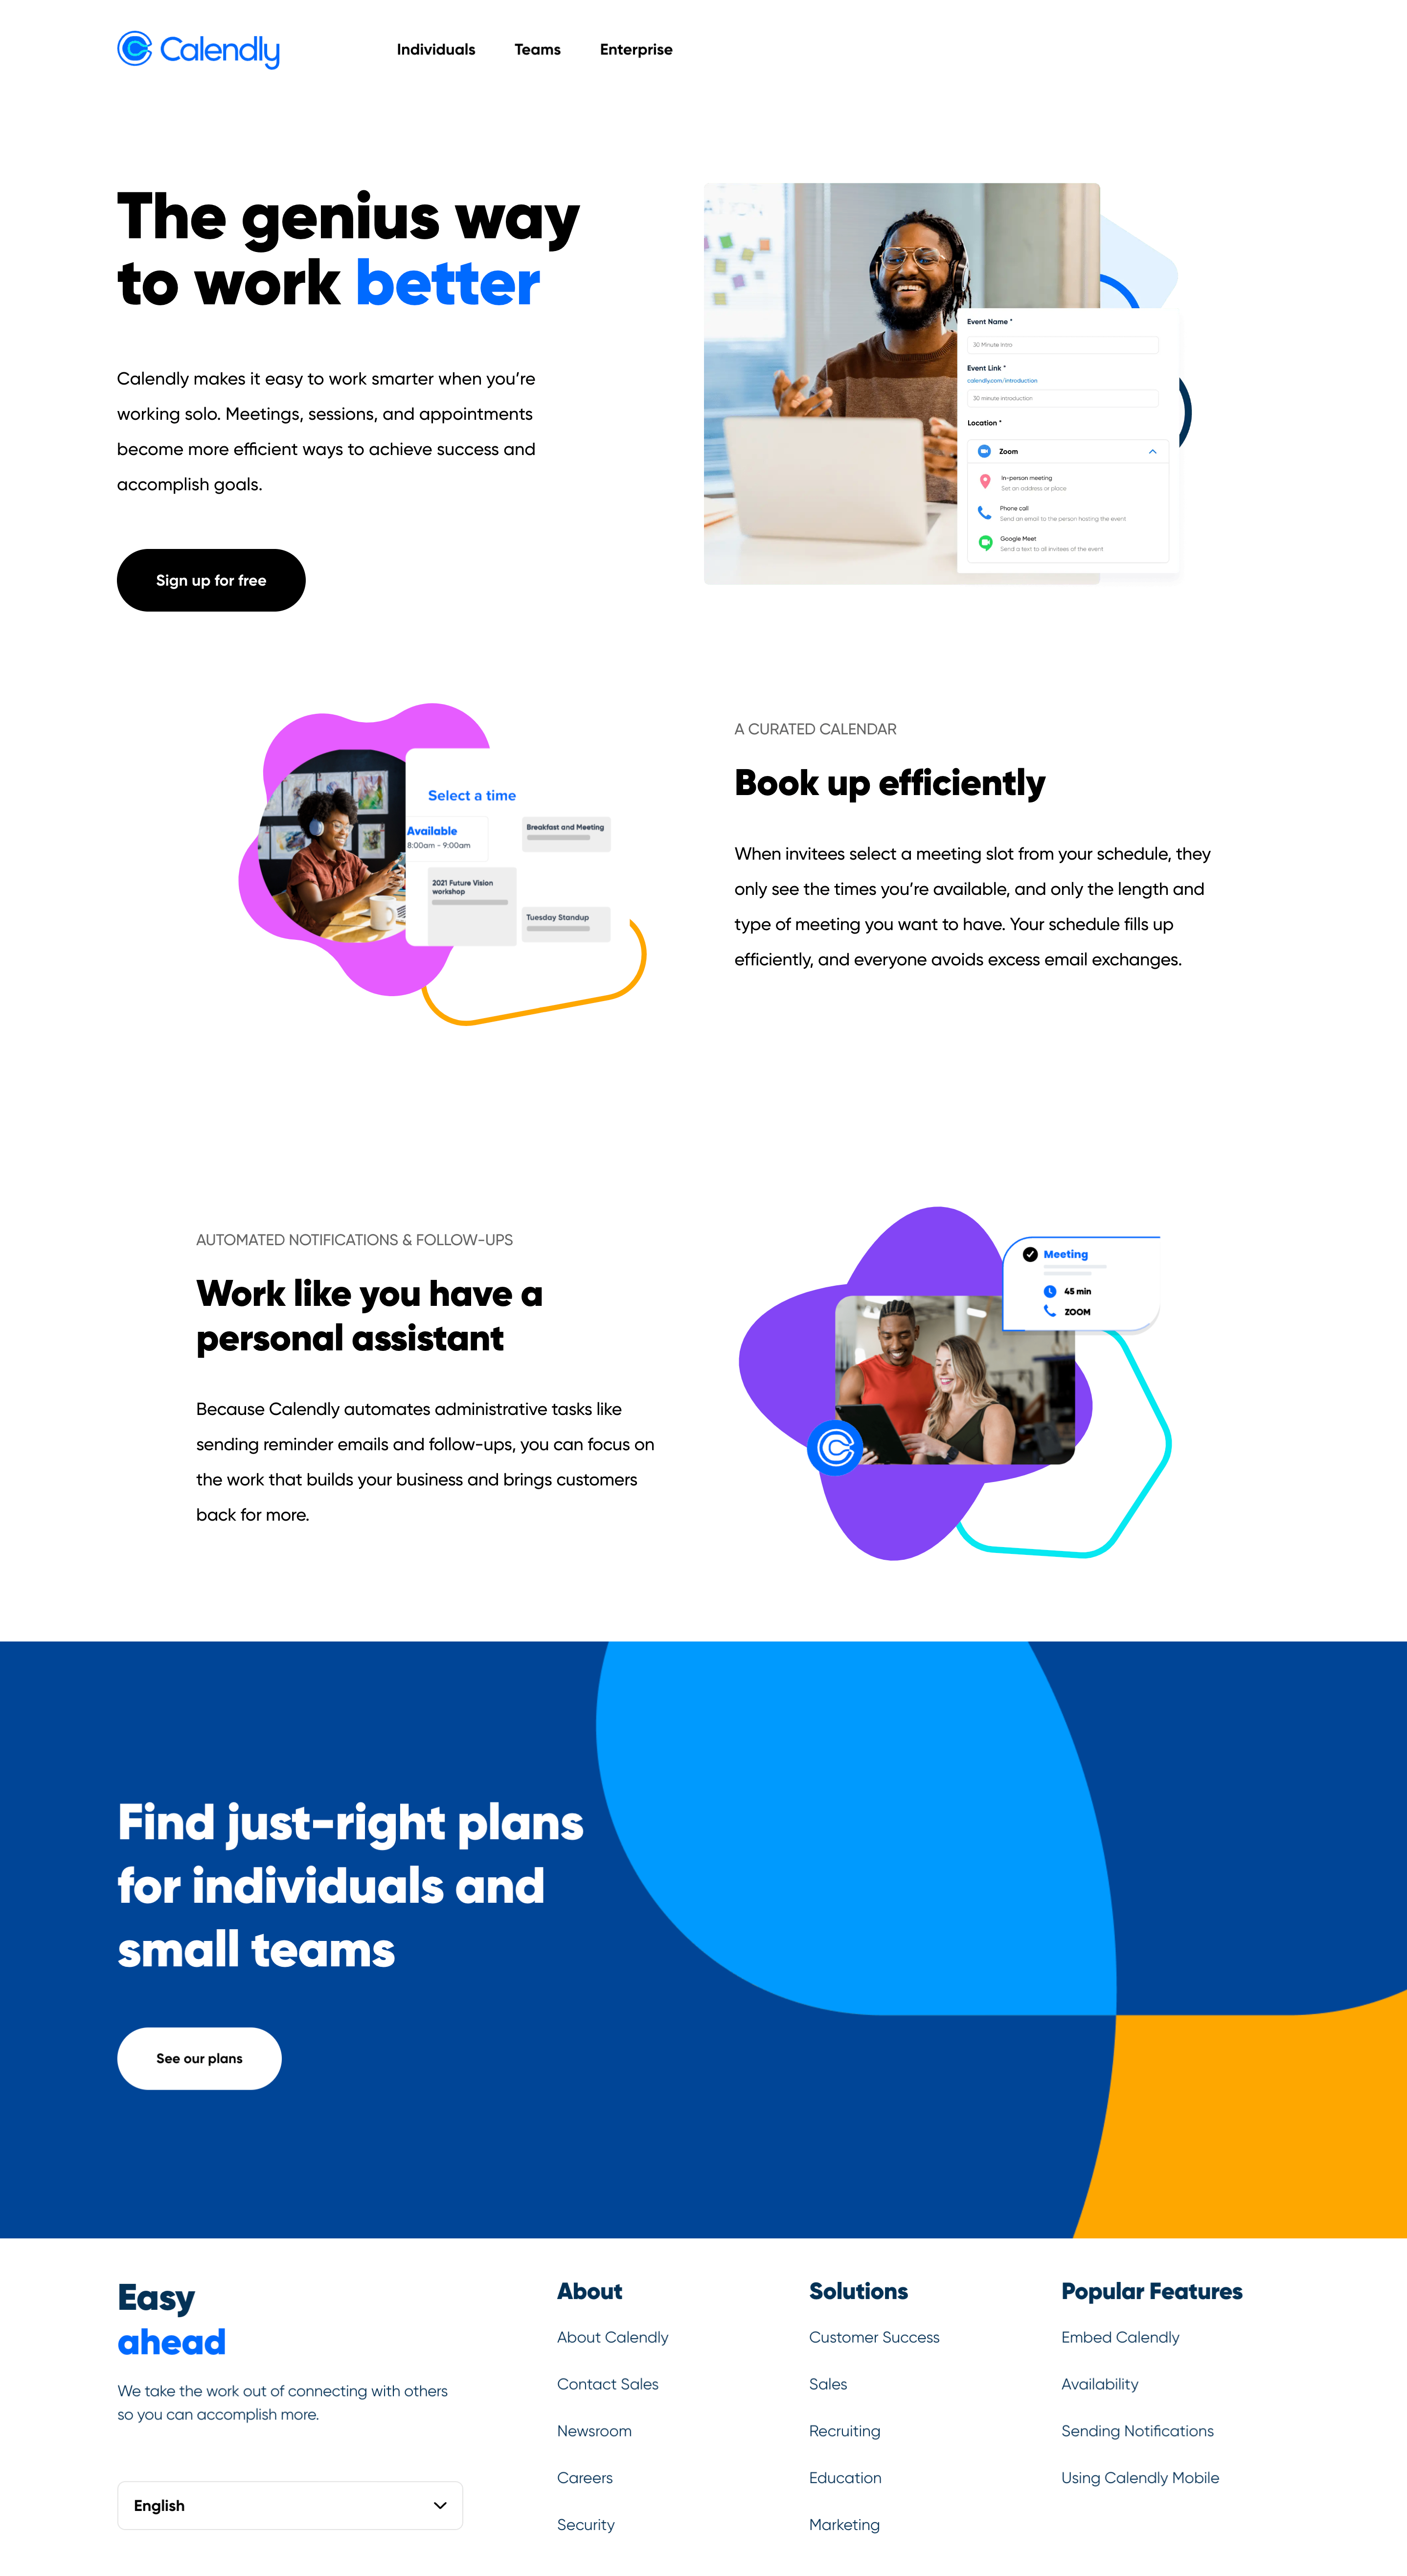 Calendly
Individuals
Teams
Enterprise
The genius way
to work better
Calendly makes it easy to work smarter when you’re
working solo. Meetings, sessions, and appointments
become more efficient ways to achieve success and
accomplish goals.
Sign up for free
Event Name *
30 Minute Intro
Event Link *
calendly.com/introduction
30 minute introduction
Location *
Zoom
In-person meeting
Set an address or place
Phone call
Send an email to the person hosting the event
Google Meet
Send a text to all invitees of the event
Select a time
Available
8:00am - 9:00am
Breakfast and Meeting
2021 Future Vision
workshop
Tuesday Standup
A CURATED CALENDAR
Book up efficiently
When invitees select a meeting slot from your schedule, they
only see the times you’re available, and only the length and
type of meeting you want to have. Your schedule fills up
efficiently, and everyone avoids excess email exchanges.
AUTOMATED NOTIFICATIONS & FOLLOW-UPS
Work like you have a
personal assistant
Because Calendly automates administrative tasks like
sending reminder emails and follow-ups, you can focus on
the work that builds your business and brings customers
back for more.
Meeting
45 min
ZOOM
Find just-right plans
for individuals and
small teams
See our plans
Easy
ahead
We take the work out of connecting with others
so you can accomplish more.
English
About
About Calendly
Contact Sales
Newsroom
Careers
Security
Solutions
Customer Success
Sales
Recruiting
Education
Marketing
Popular Features
Embed Calendly
Availability
Sending Notifications
Using Calendly Mobile